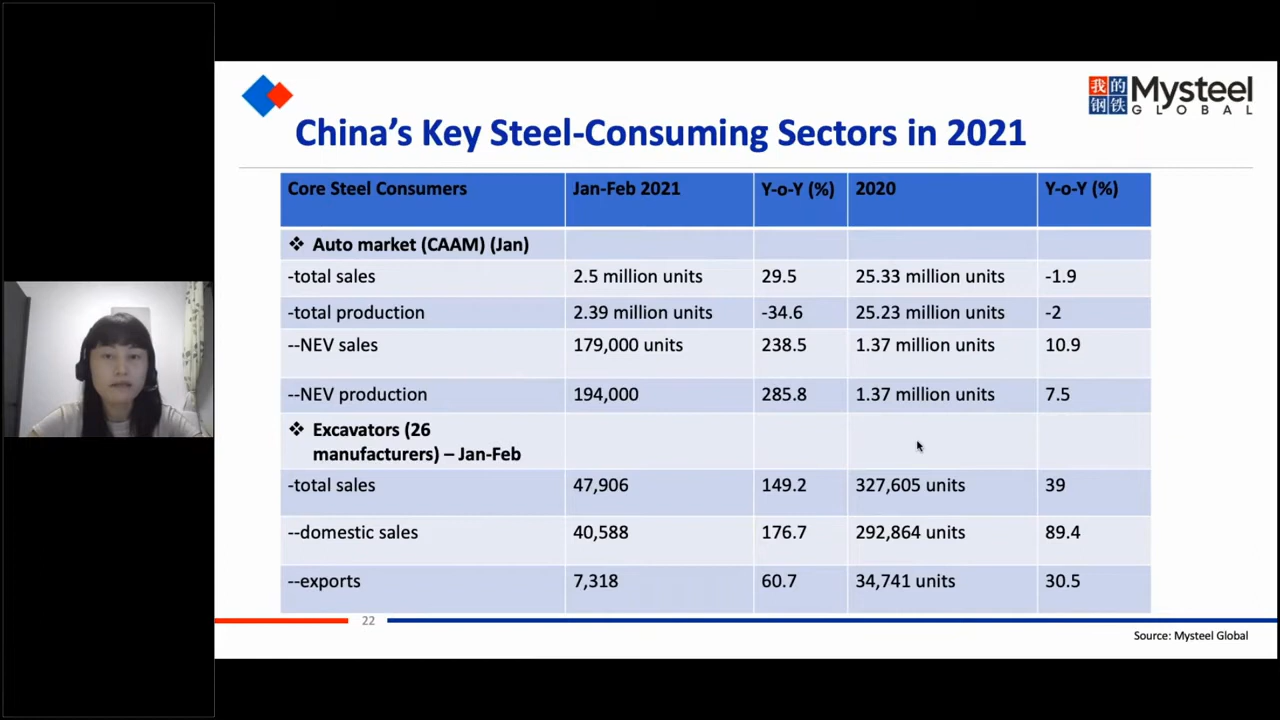 我的
钢铁
Mysteel
GLOBAL
China’s Key Steel-Consuming Sectors in 2021
Core Steel Consumers Jan-Feb 2021 Y-o-Y (%) 2020 Y-o-Y (%)
❖ Auto market (CAAM) (Jan)
-total sales 2.5 million units 29.5 25.33 million units -1.9
-total production 2.39 million units -34.6 25.23 million units -2
--NEV sales 179,000 units 238.5 1.37 million units 10.9
--NEV production 194,000 285.8 1.37 million units 7.5
❖ Excavators (26
manufacturers) – Jan-Feb
-total sales 47,906 149.2 327,605 units 39
--domestic sales 40,588 176.7 292,864 units 89.4
--exports 7,318 60.7 34,741 units 30.5
22
Source: Mysteel Global